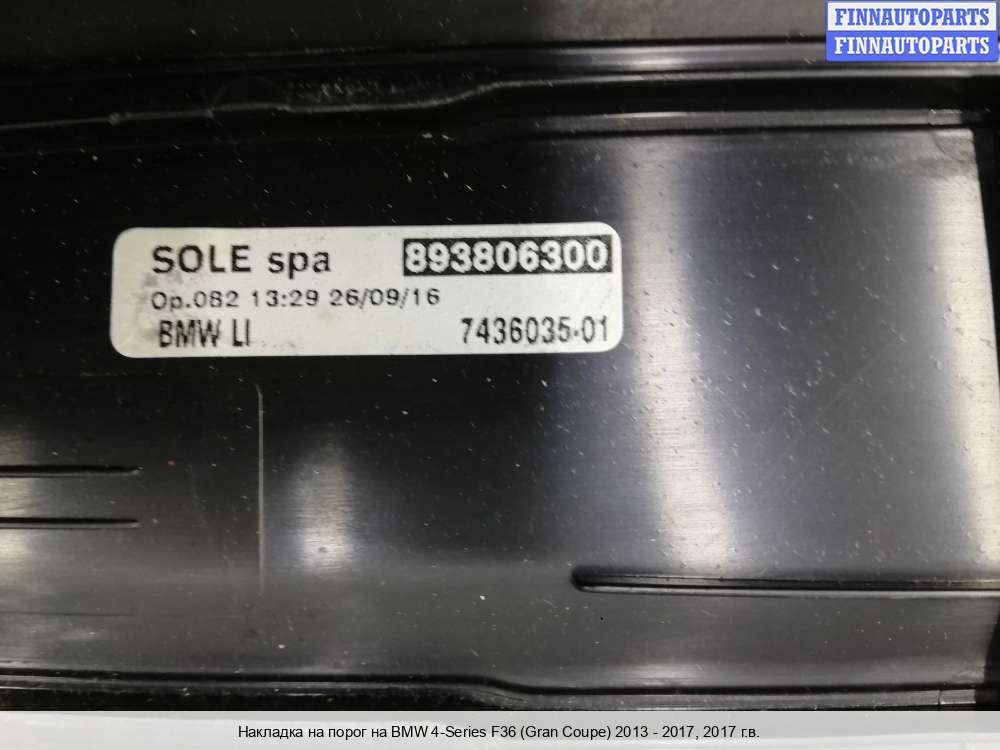 FINNAUTOPARTS
FINNAUTOPARTS
SOLE spa 893806300
Op.082 13:29 26/09/16
BMW LI 7436035-01
Накладка на порог на BMW 4-Series F36 (Gran Coupe) 2013 - 2017, 2017 г.в.